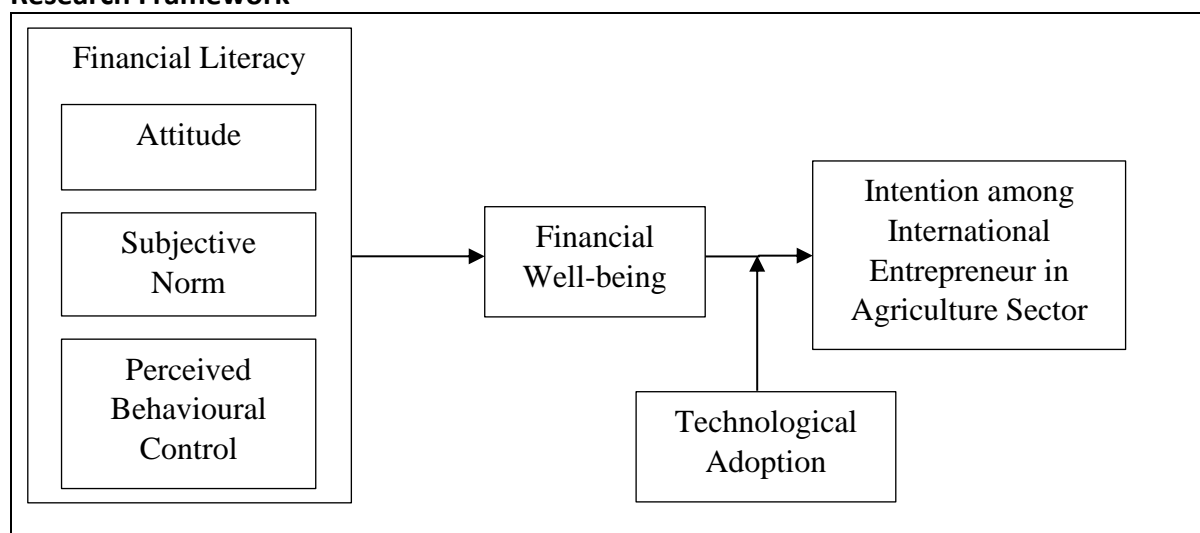 Research Framework
Financial Literacy
Attitude
Subjective
Norm
Perceived
Behavioural
Control
Financial
Well-being
Intention among
International
Entrepreneur in
Agriculture Sector
Technological
Adoption